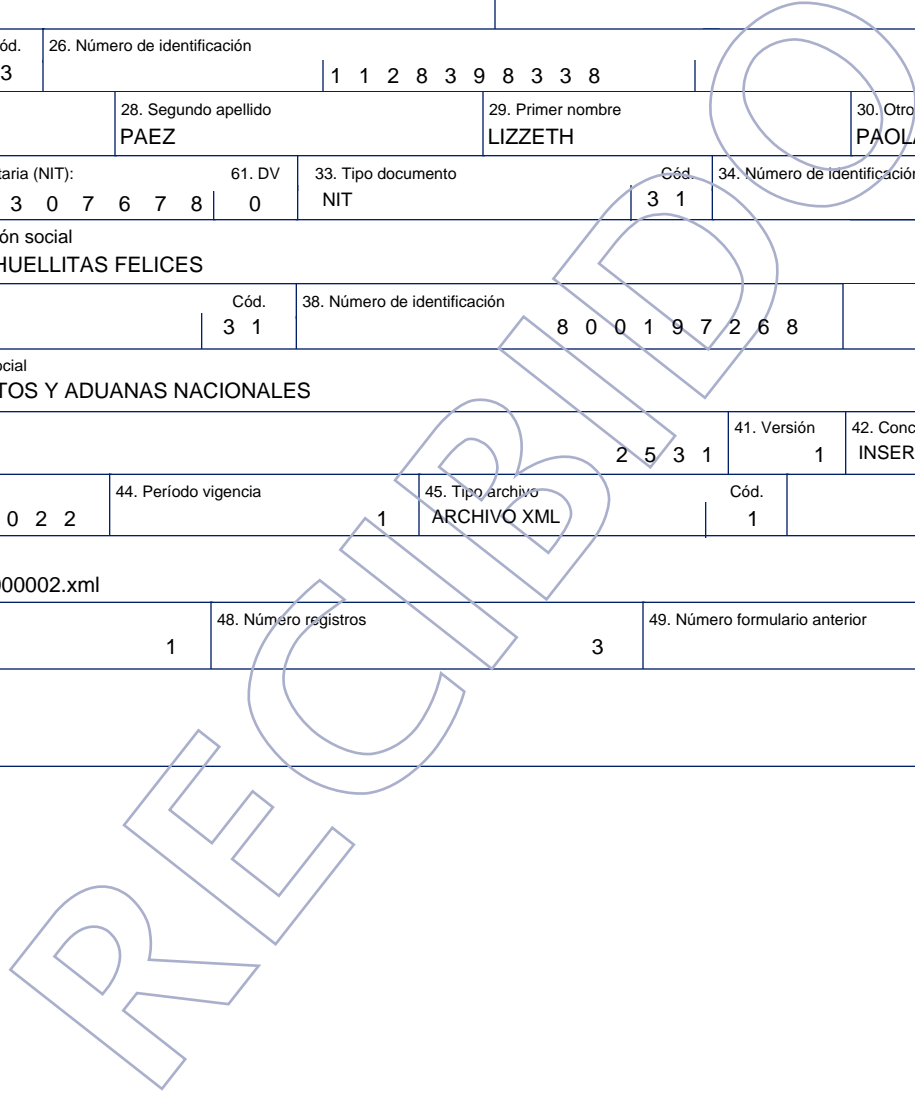 ód. 26. Número de identificación
3 1 1 2 8 3 9 8 3 3 8
28. Segundo apellido 29. Primer nombre 30. Otro
PAEZ LIZZETH PAOLA
taria (NIT): 61. DV 33. Tipo documento Cód. 34. Número de identificación
3 0 7 6 7 8 0 NIT 3 1
ón social
HUELLITAS FELICES
Cód. 38. Número de identificación
3 1 8 0 0 1 9 7 2 6 8
ocial
TOS Y ADUANAS NACIONALES
41. Versión 42. Conc
2 5 3 1 1 INSER
44. Período vigencia 45. Tipo archivo Cód.
0 2 2 1 ARCHIVO XML 1
000002.xml
48. Número registros 49. Número formulario anterior
1 3
RECIBIDO